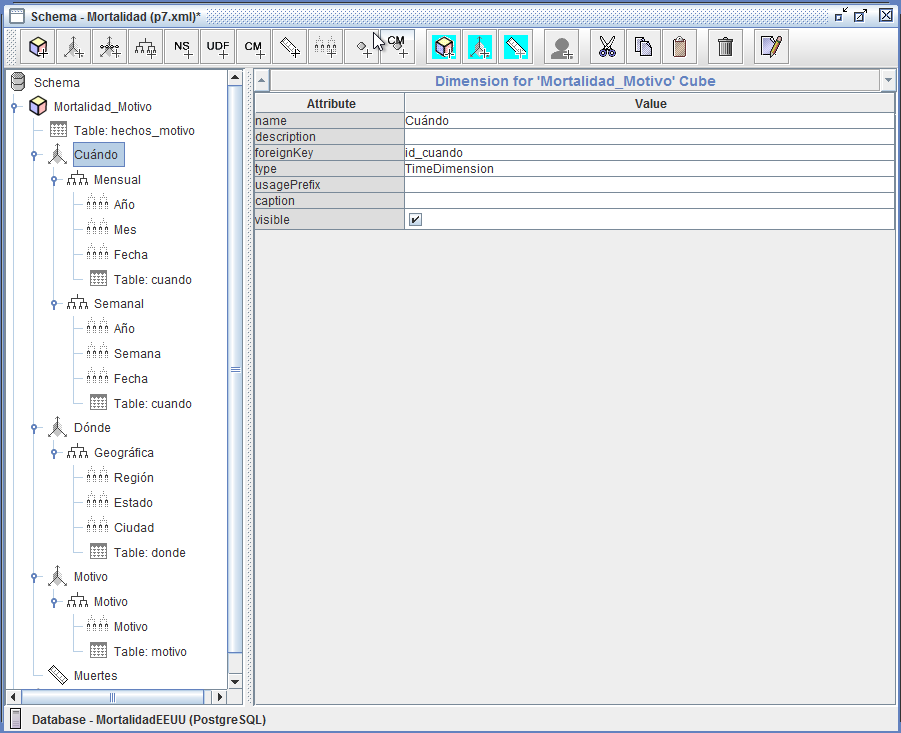 Schema - Mortalidad (p7.xml)*
NS UDF CM CM
Schema
Mortalidad_Motivo
Table: hechos_motivo
Cuándo
Mensual
Año
Mes
Fecha
Table: cuando
Semanal
Año
Semana
Fecha
Table: cuando
Dónde
Geográfica
Región
Estado
Ciudad
Table: donde
Motivo
Motivo
Motivo
Table: motivo
Muertes
Dimension for 'Mortalidad_Motivo' Cube
Attribute Value
name Cuándo
description
foreignKey id_cuando
type TimeDimension
usagePrefix
caption
visible
Database - MortalidadEEUU (PostgreSQL)